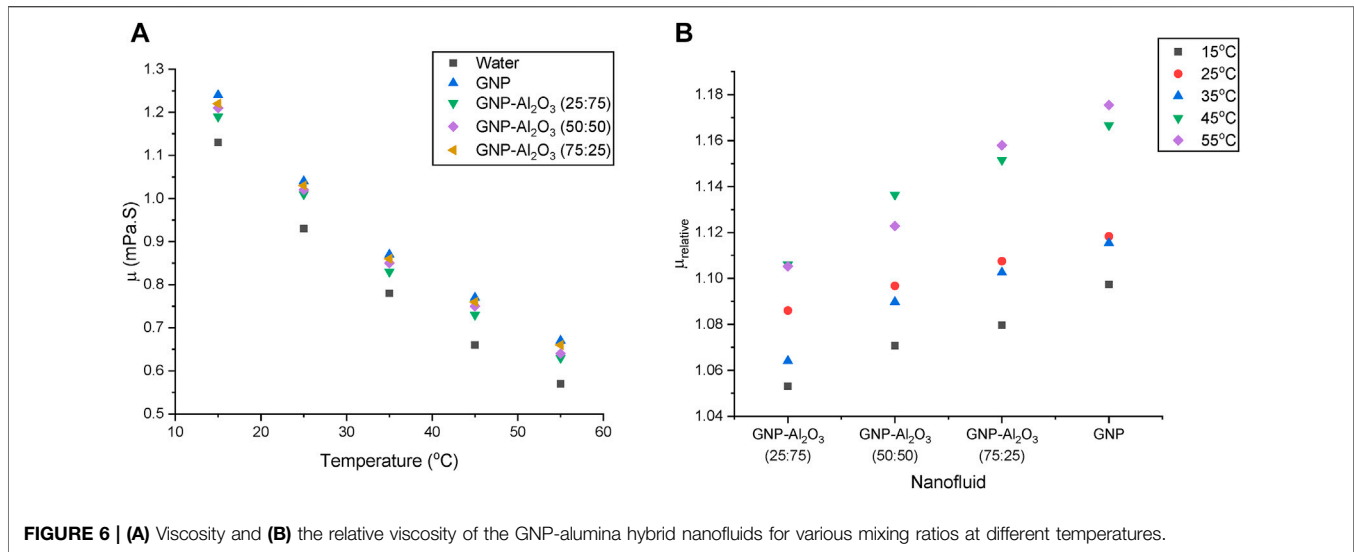 A
Water
GNP
GNP-Al₂O₃ (25:75)
GNP-Al₂O₃ (50:50)
GNP-Al₂O₃ (75:25)
1.3
1.2
1.1
1.0
0.9
0.8
0.7
0.6
0.5
μ (mPa.S)
10 20 30 40 50 60
Temperature (°C)
B
15°C
25°C
35°C
45°C
55°C
1.18
1.16
1.14
1.12
1.10
1.08
1.06
1.04
μrelative
GNP-Al₂O₃ GNP-Al₂O₃ GNP-Al₂O₃ GNP
(25:75) (50:50) (75:25)
Nanofluid
FIGURE 6 | (A) Viscosity and (B) the relative viscosity of the GNP-alumina hybrid nanofluids for various mixing ratios at different temperatures.